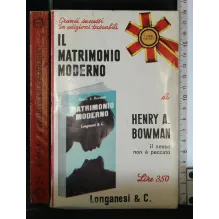 Grandi successi
in edizioni tascabili
IL
MATRIMONIO
MODERNO
di
HENRY A.
BOWMAN
il sesso
non è peccato
MATRIMONIO
MODERNO
Longanesi & C.
Lire 350
Longanesi & C.